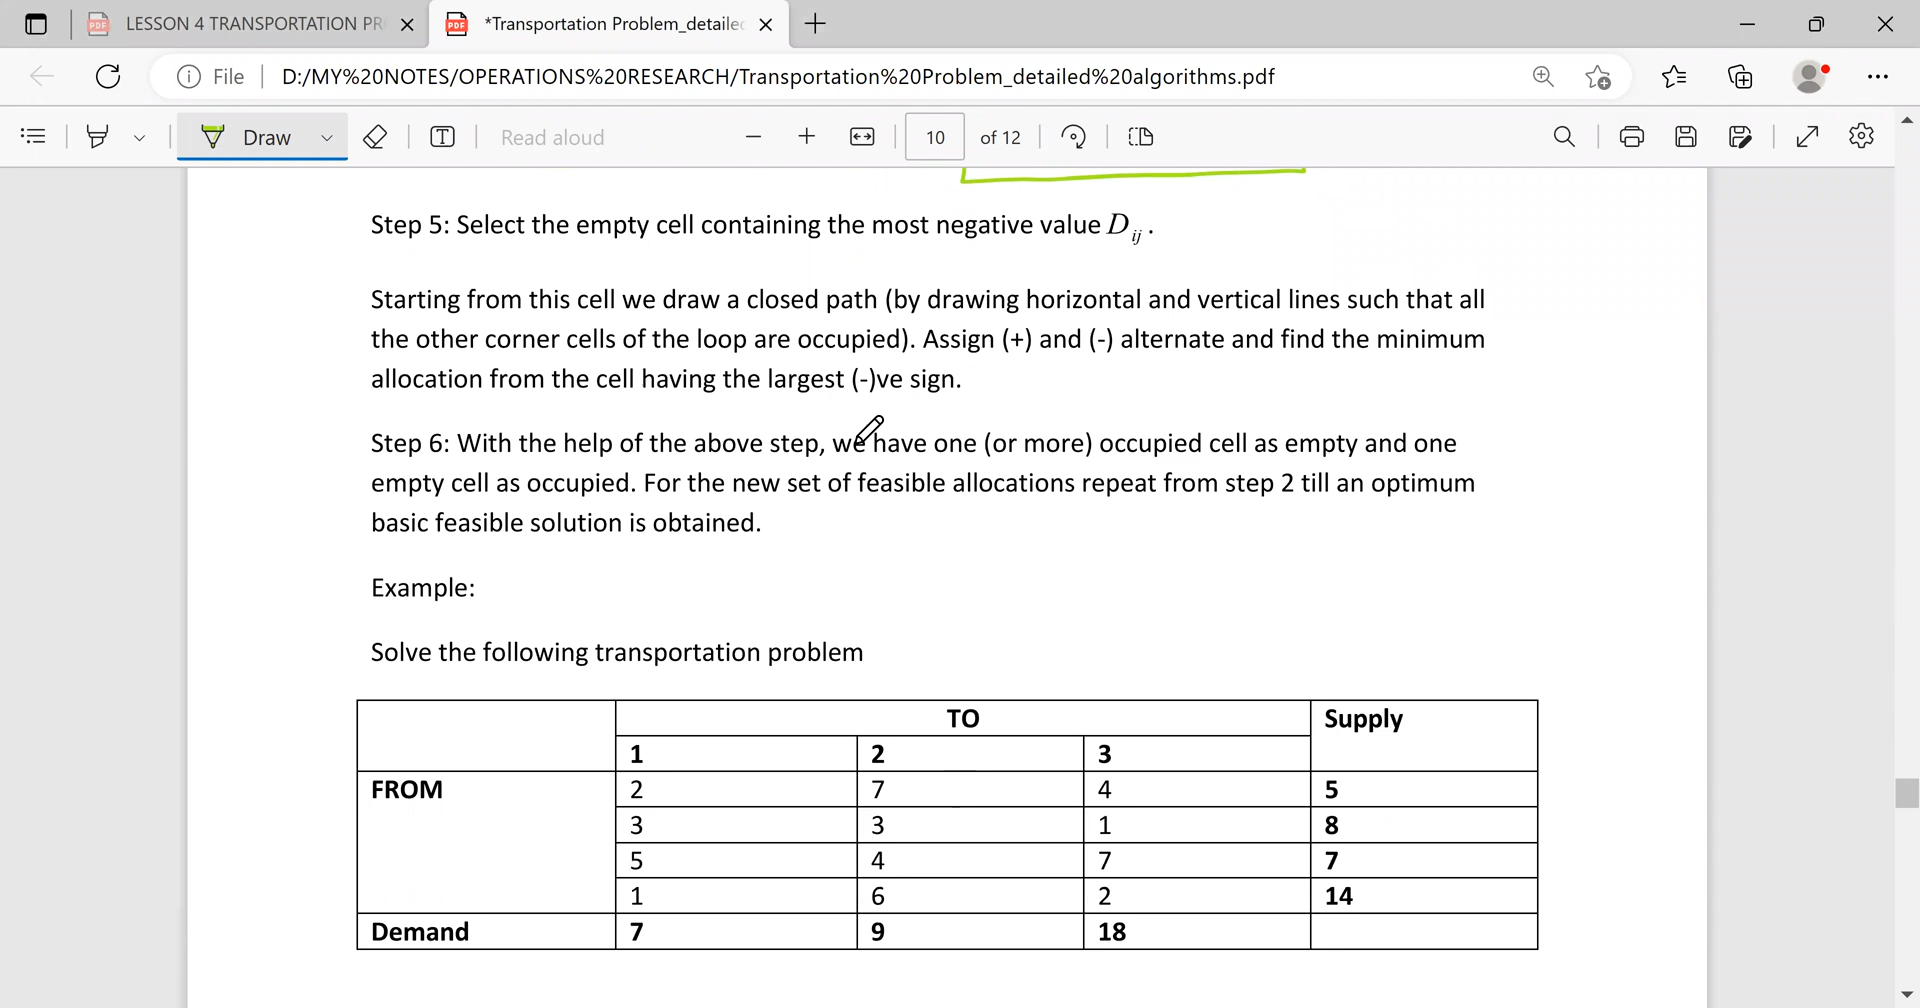 LESSON 4 TRANSPORTATION PR
*Transportation Problem_detailed
File
D:/MY%20NOTES/OPERATIONS%20RESEARCH/Transportation%20Problem_detailed%20algorithms.pdf
Draw
Read aloud
10 of 12
Step 5: Select the empty cell containing the most negative value D ij .
Starting from this cell we draw a closed path (by drawing horizontal and vertical lines such that all
the other corner cells of the loop are occupied). Assign (+) and (-) alternate and find the minimum
allocation from the cell having the largest (-)ve sign.
Step 6: With the help of the above step, we have one (or more) occupied cell as empty and one
empty cell as occupied. For the new set of feasible allocations repeat from step 2 till an optimum
basic feasible solution is obtained.
Example:
Solve the following transportation problem
TO Supply
1 2 3
FROM 2 7 4 5
3 3 1 8
5 4 7 7
1 6 2 14
Demand 7 9 18